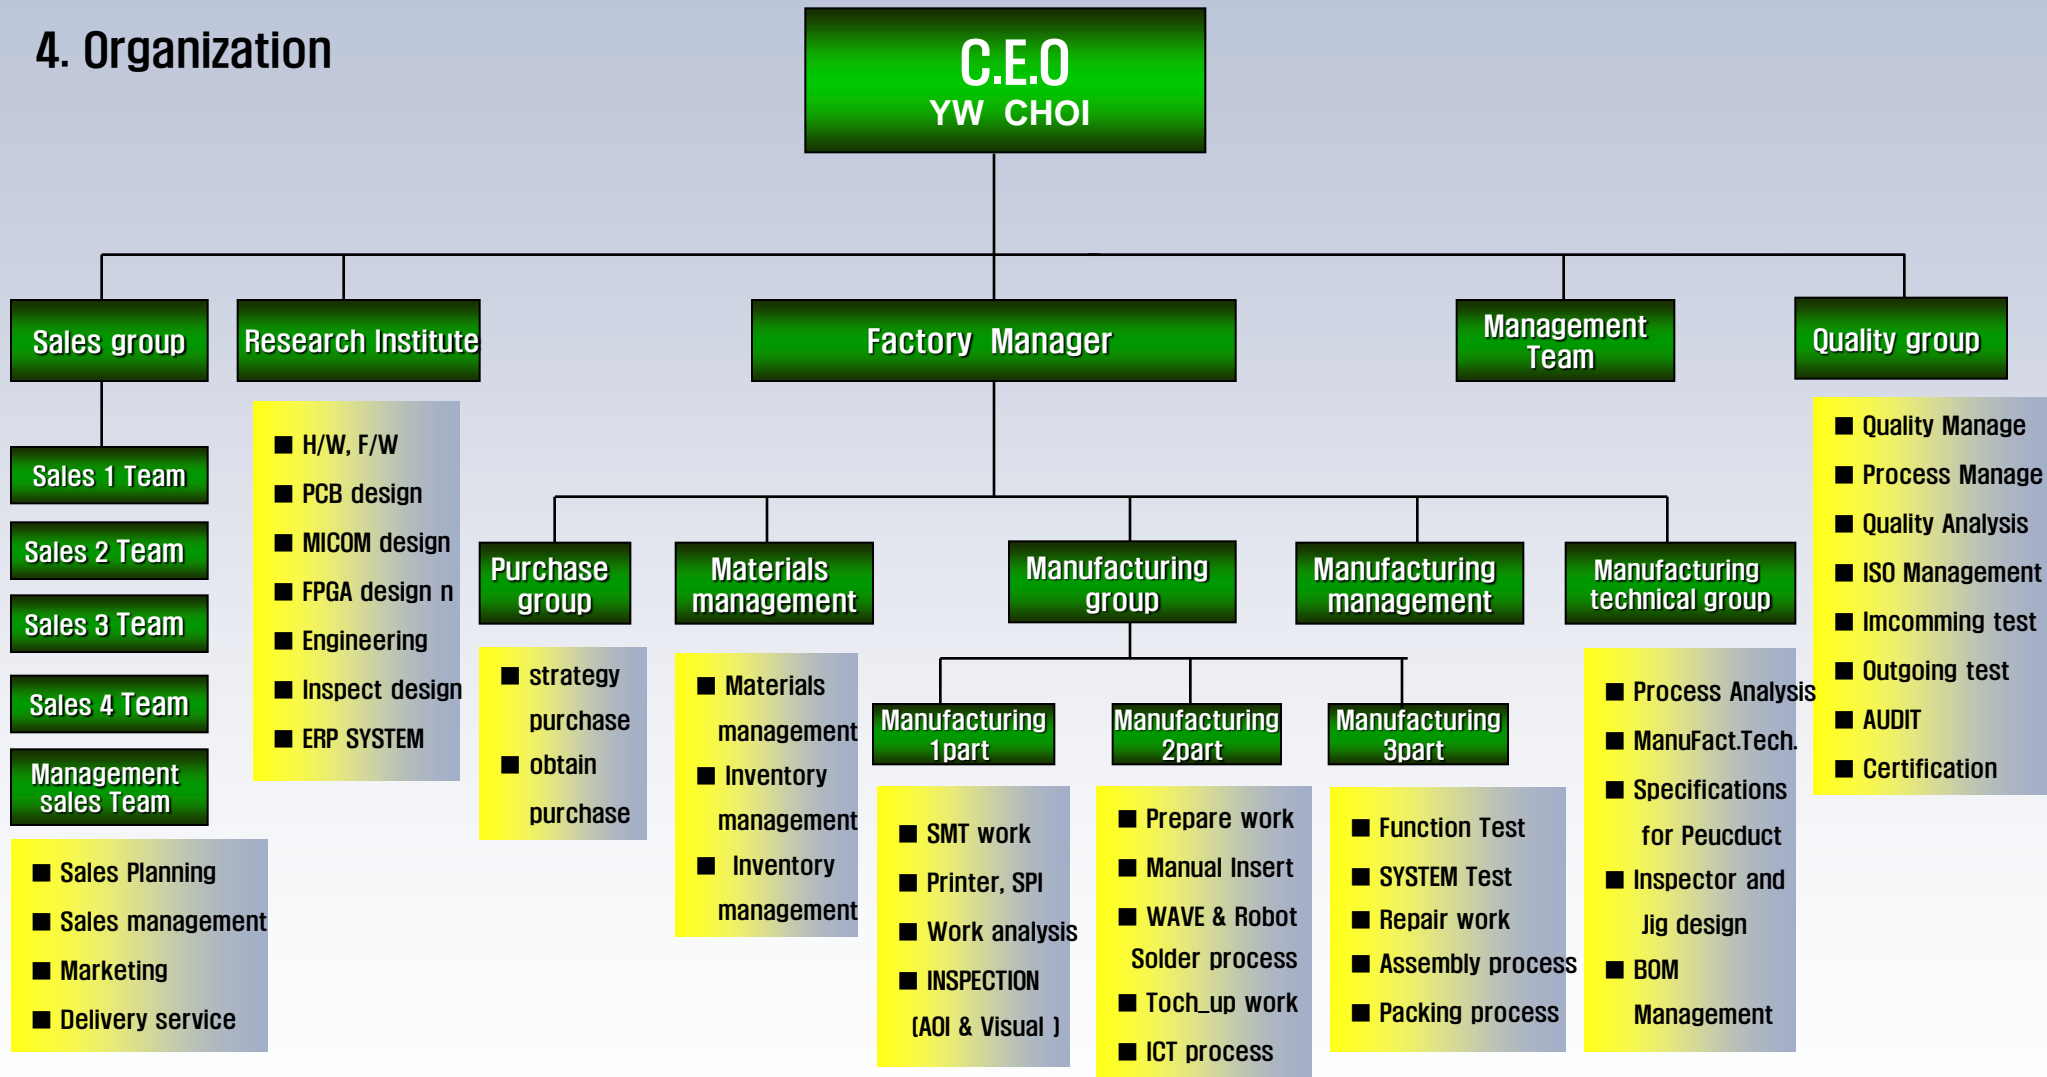 4. Organization
C.E.O
YW CHOI
Sales group
Research Institute
Factory Manager
Management
Team
Quality group
Sales 1 Team
Sales 2 Team
Sales 3 Team
Sales 4 Team
Management
sales Team
■ Sales Planning
■ Sales management
■ Marketing
■ Delivery service
■ H/W, F/W
■ PCB design
■ MICOM design
■ FPGA design n
■ Engineering
■ Inspect design
■ ERP SYSTEM
Purchase
group
■ strategy
purchase
■ obtain
purchase
Materials
management
■ Materials
management
■ Inventory
management
■ Inventory
management
Manufacturing
group
Manufacturing
1part
■ SMT work
■ Printer, SPI
■ Work analysis
■ INSPECTION
(AOI & Visual )
Manufacturing
2part
■ Prepare work
■ Manual Insert
■ WAVE & Robot
Solder process
■ Toch_up work
■ ICT process
Manufacturing
3part
■ Function Test
■ SYSTEM Test
■ Repair work
■ Assembly process
■ Packing process
Manufacturing
management
Manufacturing
technical group
■ Process Analysis
■ ManuFact.Tech.
■ Specifications
for Peucduct
■ Inspector and
Jig design
■ BOM
Management
■ Quality Manage
■ Process Manage
■ Quality Analysis
■ ISO Management
■ Imcomming test
■ Outgoing test
■ AUDIT
■ Certification